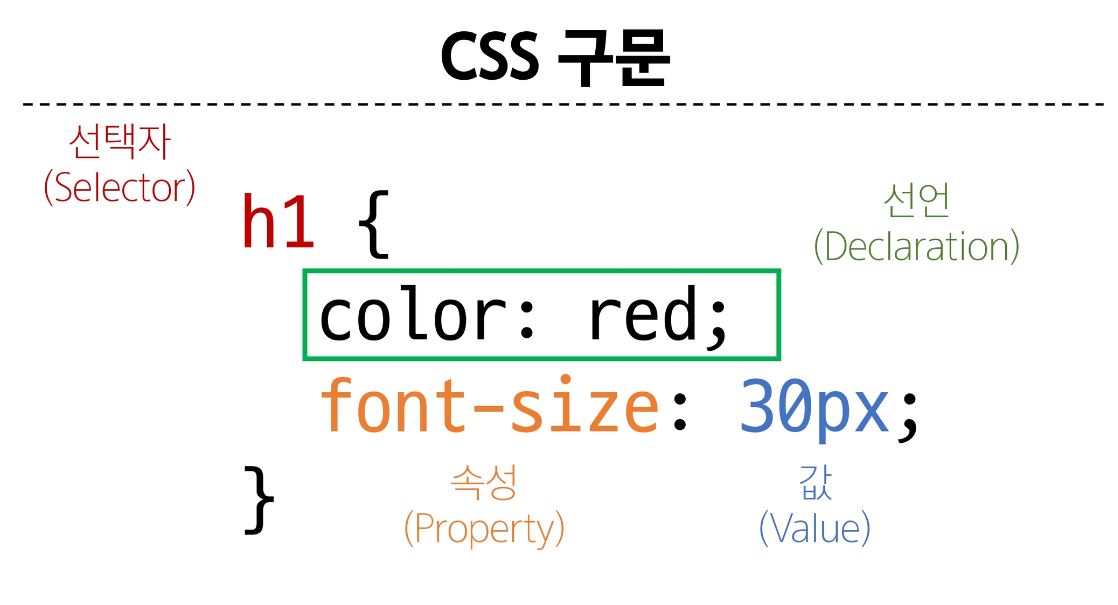 CSS 구문
선택자
(Selector)
h1 {
선언
(Declaration)
color: red;
font-size: 30px;
}
속성
(Property)
값
(Value)